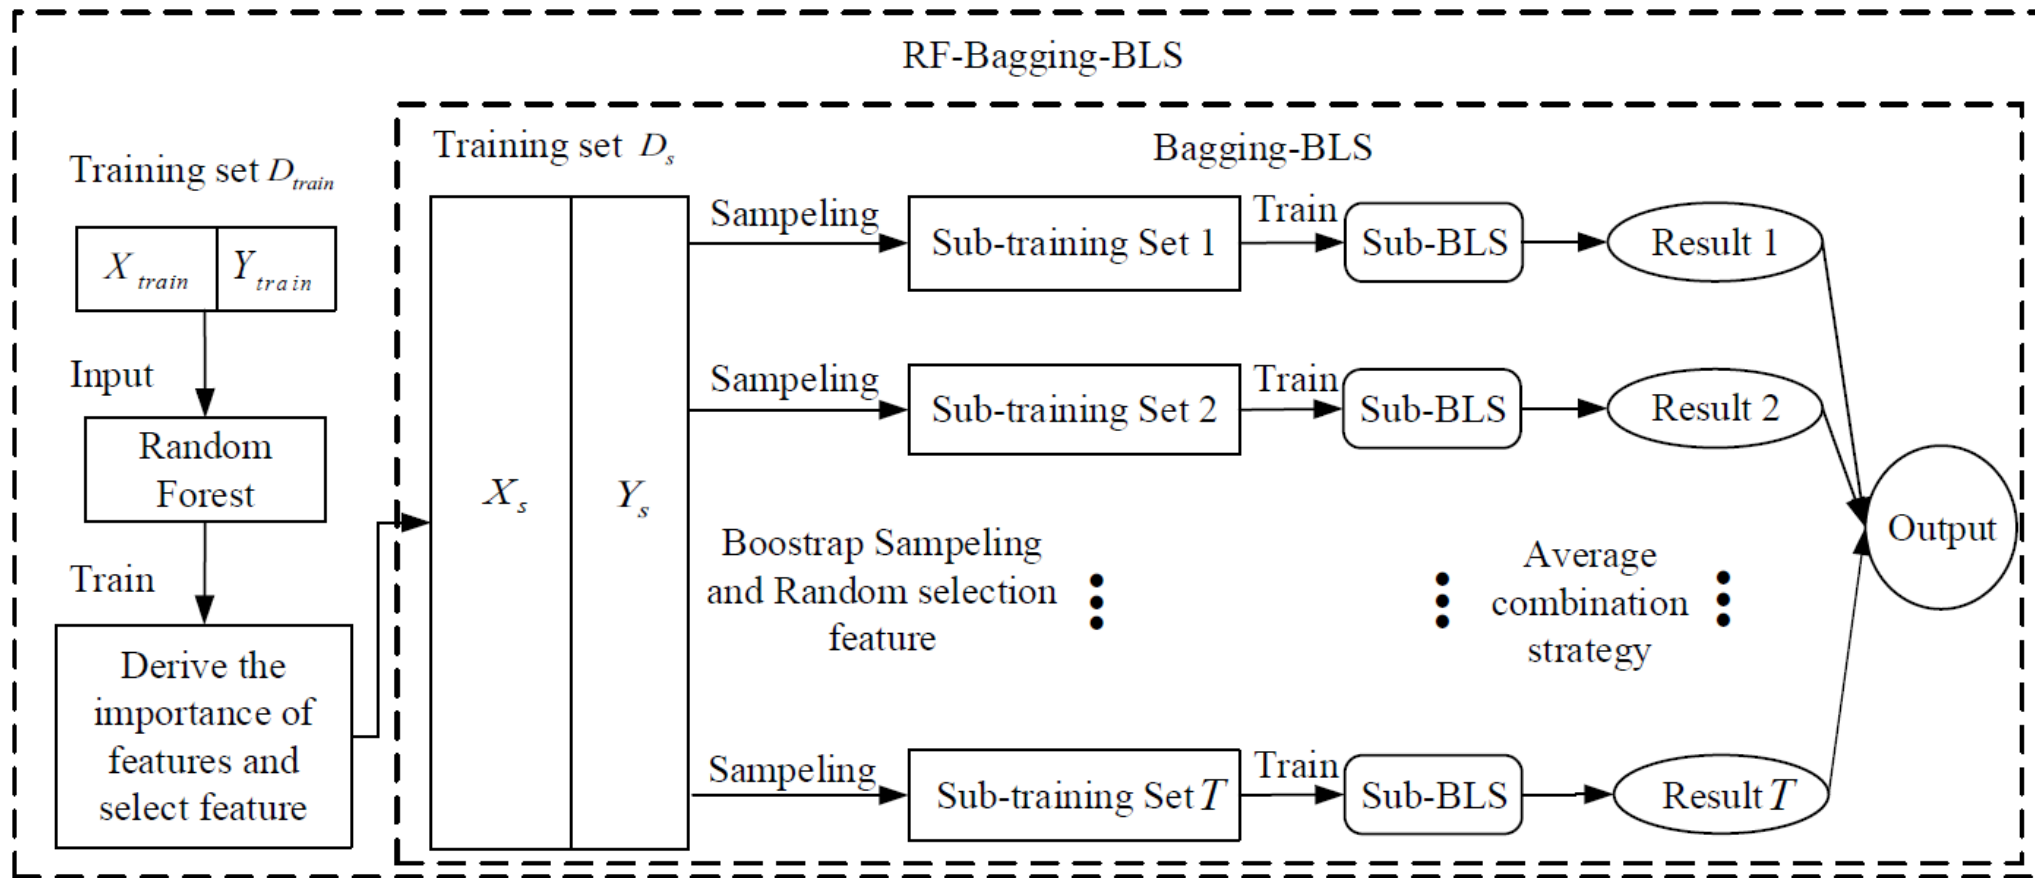 RF-Bagging-BLS
Training set D_train
X_train
Y_train
Input
Random
Forest
Train
Derive the
importance of
features and
select feature
Training set D_s
Bagging-BLS
X_s
Y_s
Sampeling
Sub-training Set 1
Train
Sub-BLS
Result 1
Sampeling
Sub-training Set 2
Train
Sub-BLS
Result 2
Boostrap Sampeling
and Random selection
feature
Average
combination
strategy
Sampeling
Sub-training Set T
Train
Sub-BLS
Result T
Output